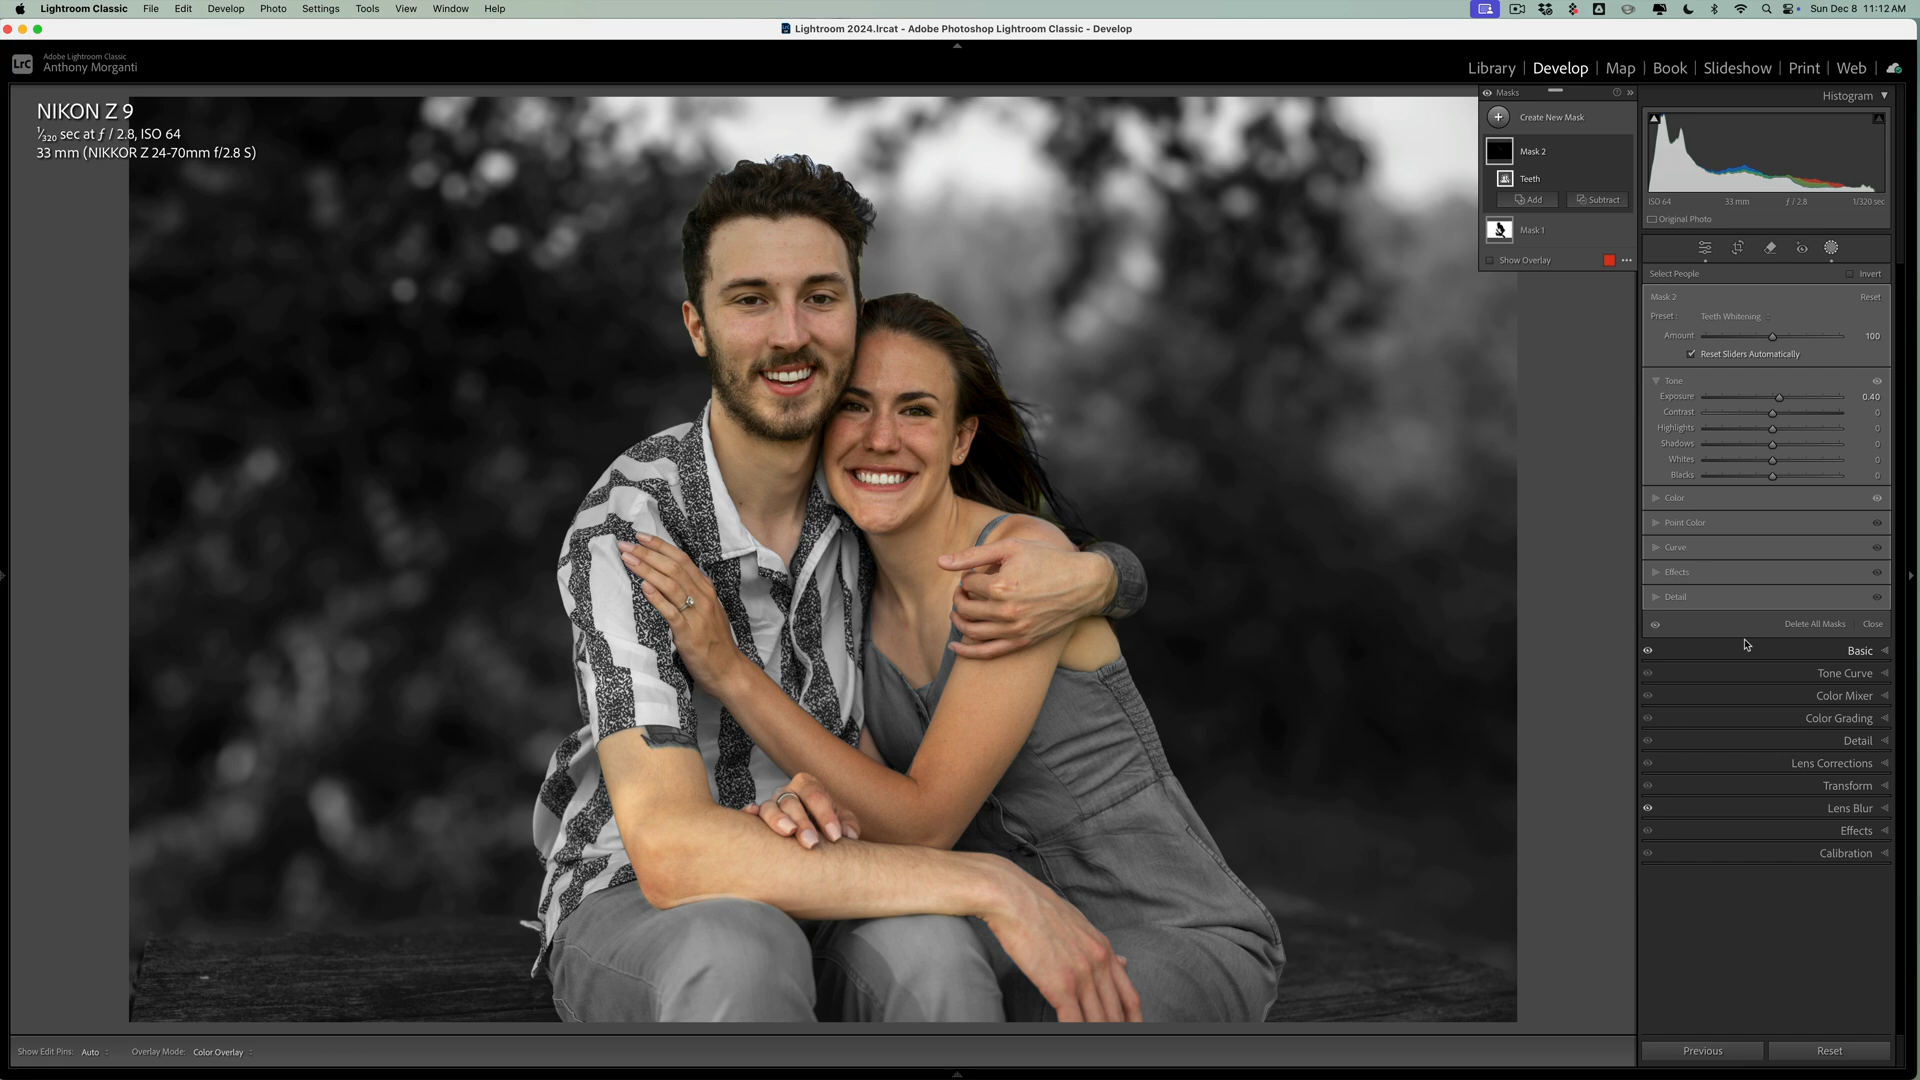 Lightroom Classic File Edit Develop Photo Settings Tools View Window Help Sun Dec 8 11:12 AM
Lightroom 2024.lrcat - Adobe Photoshop Lightroom Classic - Develop
LrC
Adobe Lightroom Classic
Anthony Morganti
Library | Develop | Map | Book | Slideshow | Print | Web
NIKON Z 9
1/320 sec at ƒ / 2.8, ISO 64
33 mm (NIKKOR Z 24-70mm f/2.8 S)
Masks
Create New Mask
Mask 2
Teeth
Add Subtract
Mask 1
Show Overlay
Histogram
ISO 64 33 mm ƒ / 2.8 1/320 sec
Original Photo
Select People Invert
Mask 2 Reset
Preset : Teeth Whitening
Amount 100
Reset Sliders Automatically
Tone
Exposure 0.40
Contrast 0
Highlights 0
Shadows 0
Whites 0
Blacks 0
Color
Point Color
Curve
Effects
Detail
Delete All Masks Close
Basic
Tone Curve
Color Mixer
Color Grading
Detail
Lens Corrections
Transform
Lens Blur
Effects
Calibration
Show Edit Pins: Auto Overlay Mode: Color Overlay
Previous Reset